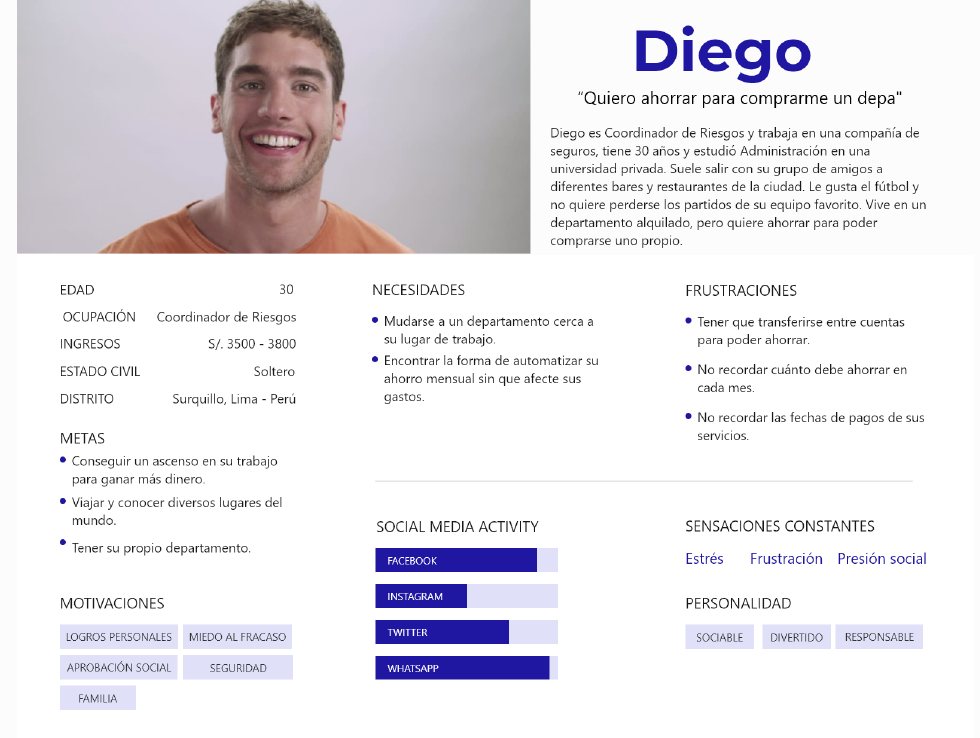 Diego
“Quiero ahorrar para comprarme un depa"
Diego es Coordinador de Riesgos y trabaja en una compañía de
seguros, tiene 30 años y estudió Administración en una
universidad privada. Suele salir con su grupo de amigos a
diferentes bares y restaurantes de la ciudad. Le gusta el fútbol y
no quiere perderse los partidos de su equipo favorito. Vive en un
departamento alquilado, pero quiere ahorrar para poder
comprarse uno propio.
EDAD 30
OCUPACIÓN Coordinador de Riesgos
INGRESOS S/. 3500 - 3800
ESTADO CIVIL Soltero
DISTRITO Surquillo, Lima - Perú
METAS
Conseguir un ascenso en su trabajo
para ganar más dinero.
Viajar y conocer diversos lugares del
mundo.
Tener su propio departamento.
MOTIVACIONES
LOGROS PERSONALES MIEDO AL FRACASO
APROBACIÓN SOCIAL SEGURIDAD
FAMILIA
NECESIDADES
Mudarse a un departamento cerca a
su lugar de trabajo.
Encontrar la forma de automatizar su
ahorro mensual sin que afecte sus
gastos.
FRUSTRACIONES
Tener que transferirse entre cuentas
para poder ahorrar.
No recordar cuánto debe ahorrar en
cada mes.
No recordar las fechas de pagos de sus
servicios.
SOCIAL MEDIA ACTIVITY
FACEBOOK
INSTAGRAM
TWITTER
WHATSAPP
SENSACIONES CONSTANTES
Estrés Frustración Presión social
PERSONALIDAD
SOCIABLE DIVERTIDO RESPONSABLE